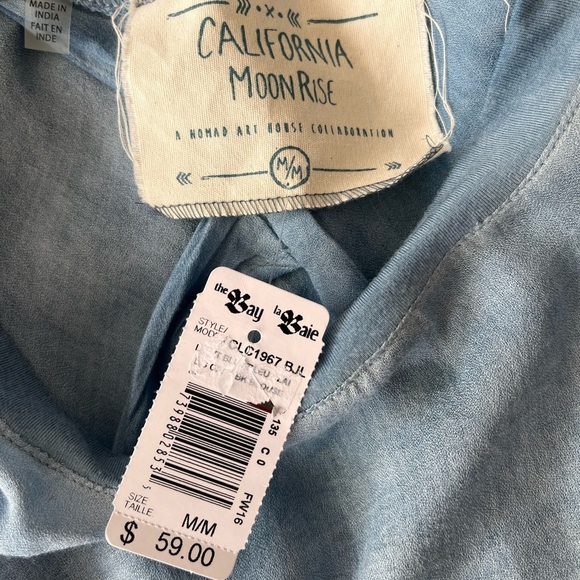 MADE IN
INDIA
FAIT EN
INDE
CALIFORNIA
MOONRISE
A NOMAD ART HOUSE COLLABORATION
M/M
the Bay la Baie
STYLE/
CLC1967 BJL
135 C 0 FW16
73980285315
SIZE
TAILLE
M/M
$ 59.00